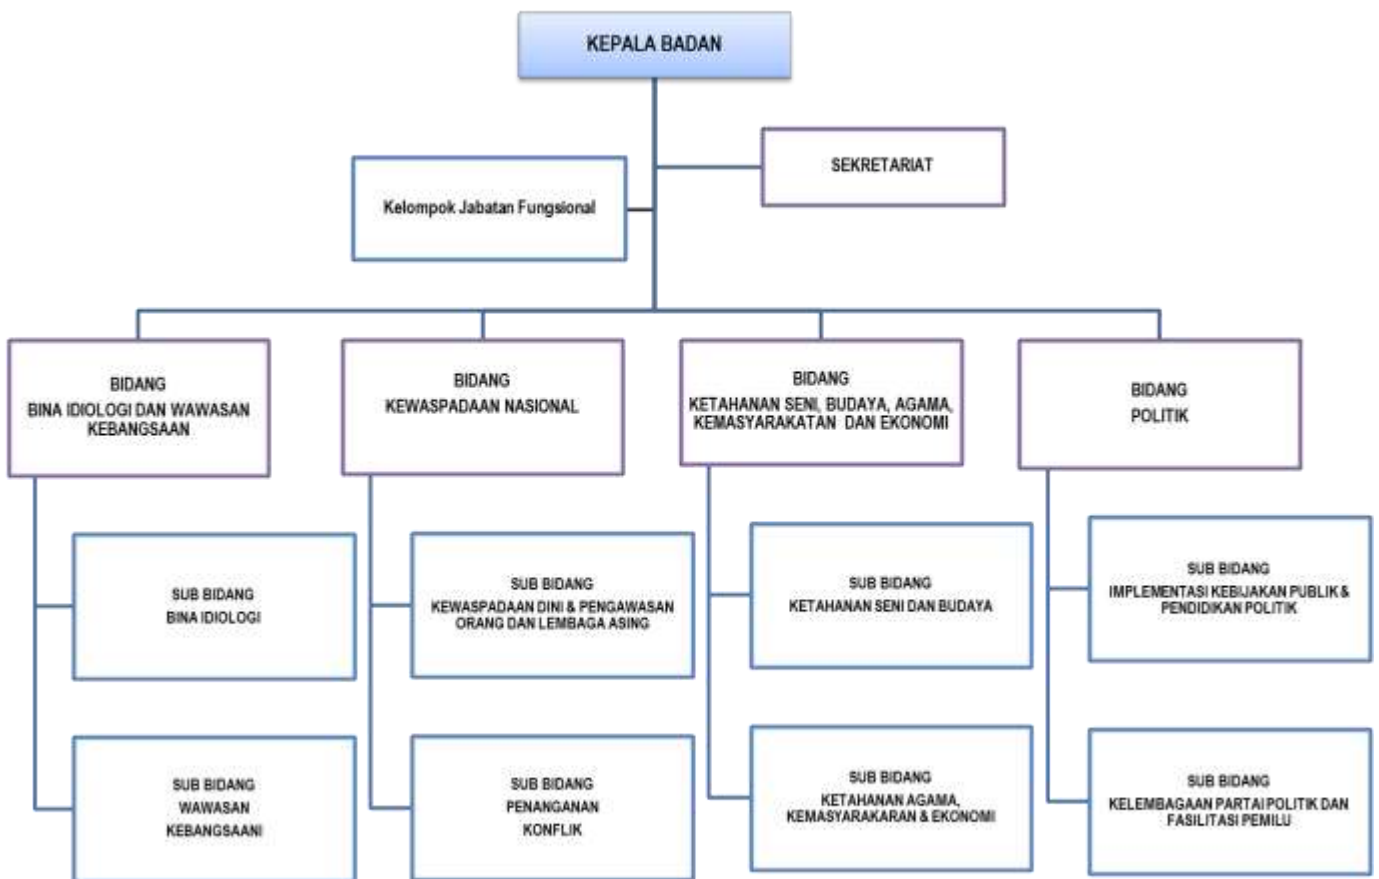 KEPALA BADAN
SEKRETARIAT
Kelompok Jabatan Fungsional
BIDANG
BINA IDIOLOGI DAN WAWASAN
KEBANGSAAN
BIDANG
KEWASPADAAN NASIONAL
BIDANG
KETAHANAN SENI, BUDAYA, AGAMA,
KEMASYARAKATAN DAN EKONOMI
BIDANG
POLITIK
SUB BIDANG
BINA IDIOLOGI
SUB BIDANG
KEWASPADAAN DINI & PENGAWASAN
ORANG DAN LEMBAGA ASING
SUB BIDANG
KETAHANAN SENI DAN BUDAYA
SUB BIDANG
IMPLEMENTASI KEBIJAKAN PUBLIK &
PENDIDIKAN POLITIK
SUB BIDANG
WAWASAN
KEBANGSAANI
SUB BIDANG
PENANGANAN
KONFLIK
SUB BIDANG
KETAHANAN AGAMA,
KEMASYARAKARAN & EKONOMI
SUB BIDANG
KELEMBAGAAN PARTAI POLITIK DAN
FASILITASI PEMILU